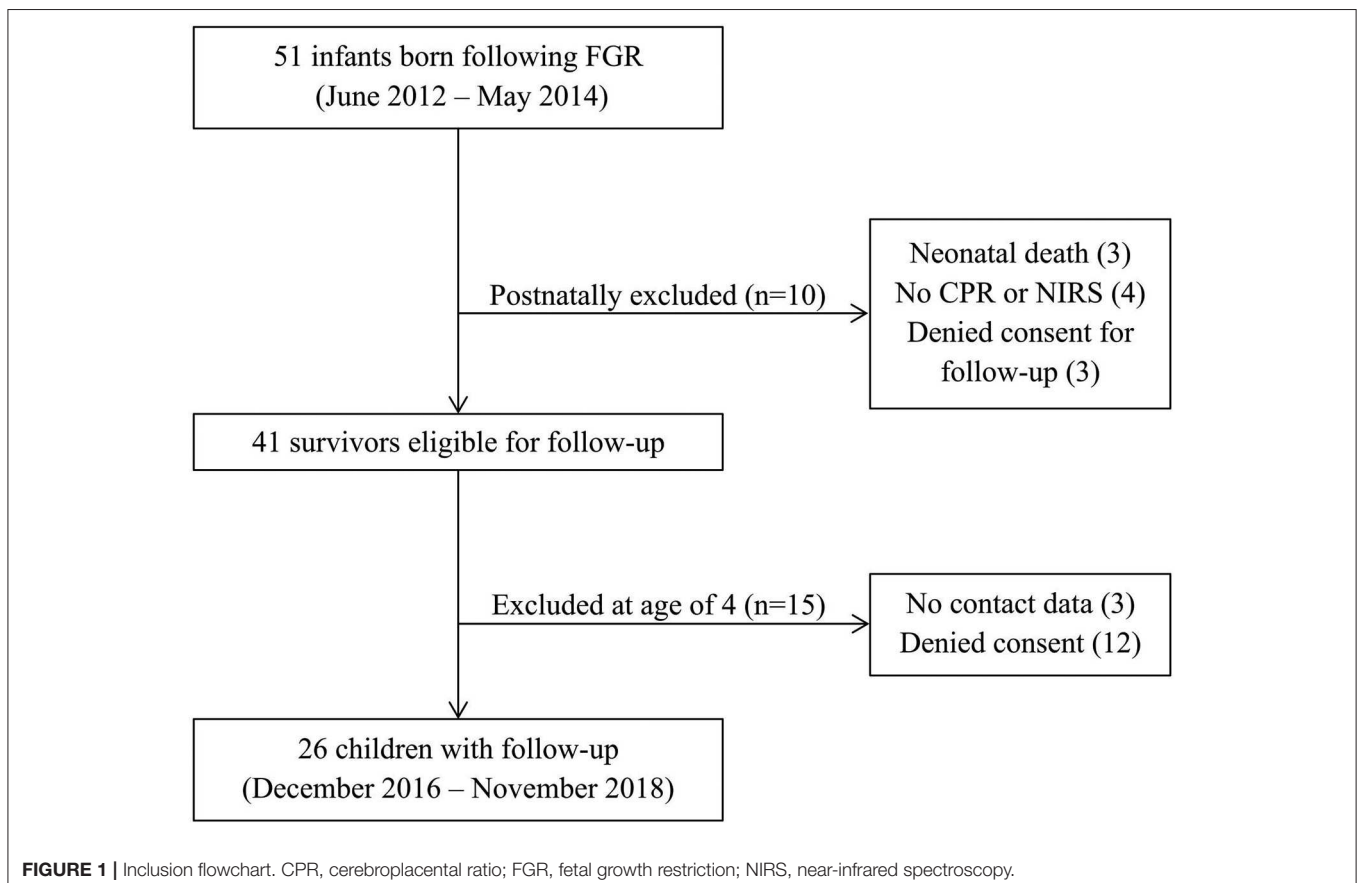 51 infants born following FGR
(June 2012 – May 2014)
Postnatally excluded (n=10)
Neonatal death (3)
No CPR or NIRS (4)
Denied consent for
follow-up (3)
41 survivors eligible for follow-up
Excluded at age of 4 (n=15)
No contact data (3)
Denied consent (12)
26 children with follow-up
(December 2016 – November 2018)
FIGURE 1 | Inclusion flowchart. CPR, cerebroplacental ratio; FGR, fetal growth restriction; NIRS, near-infrared spectroscopy.